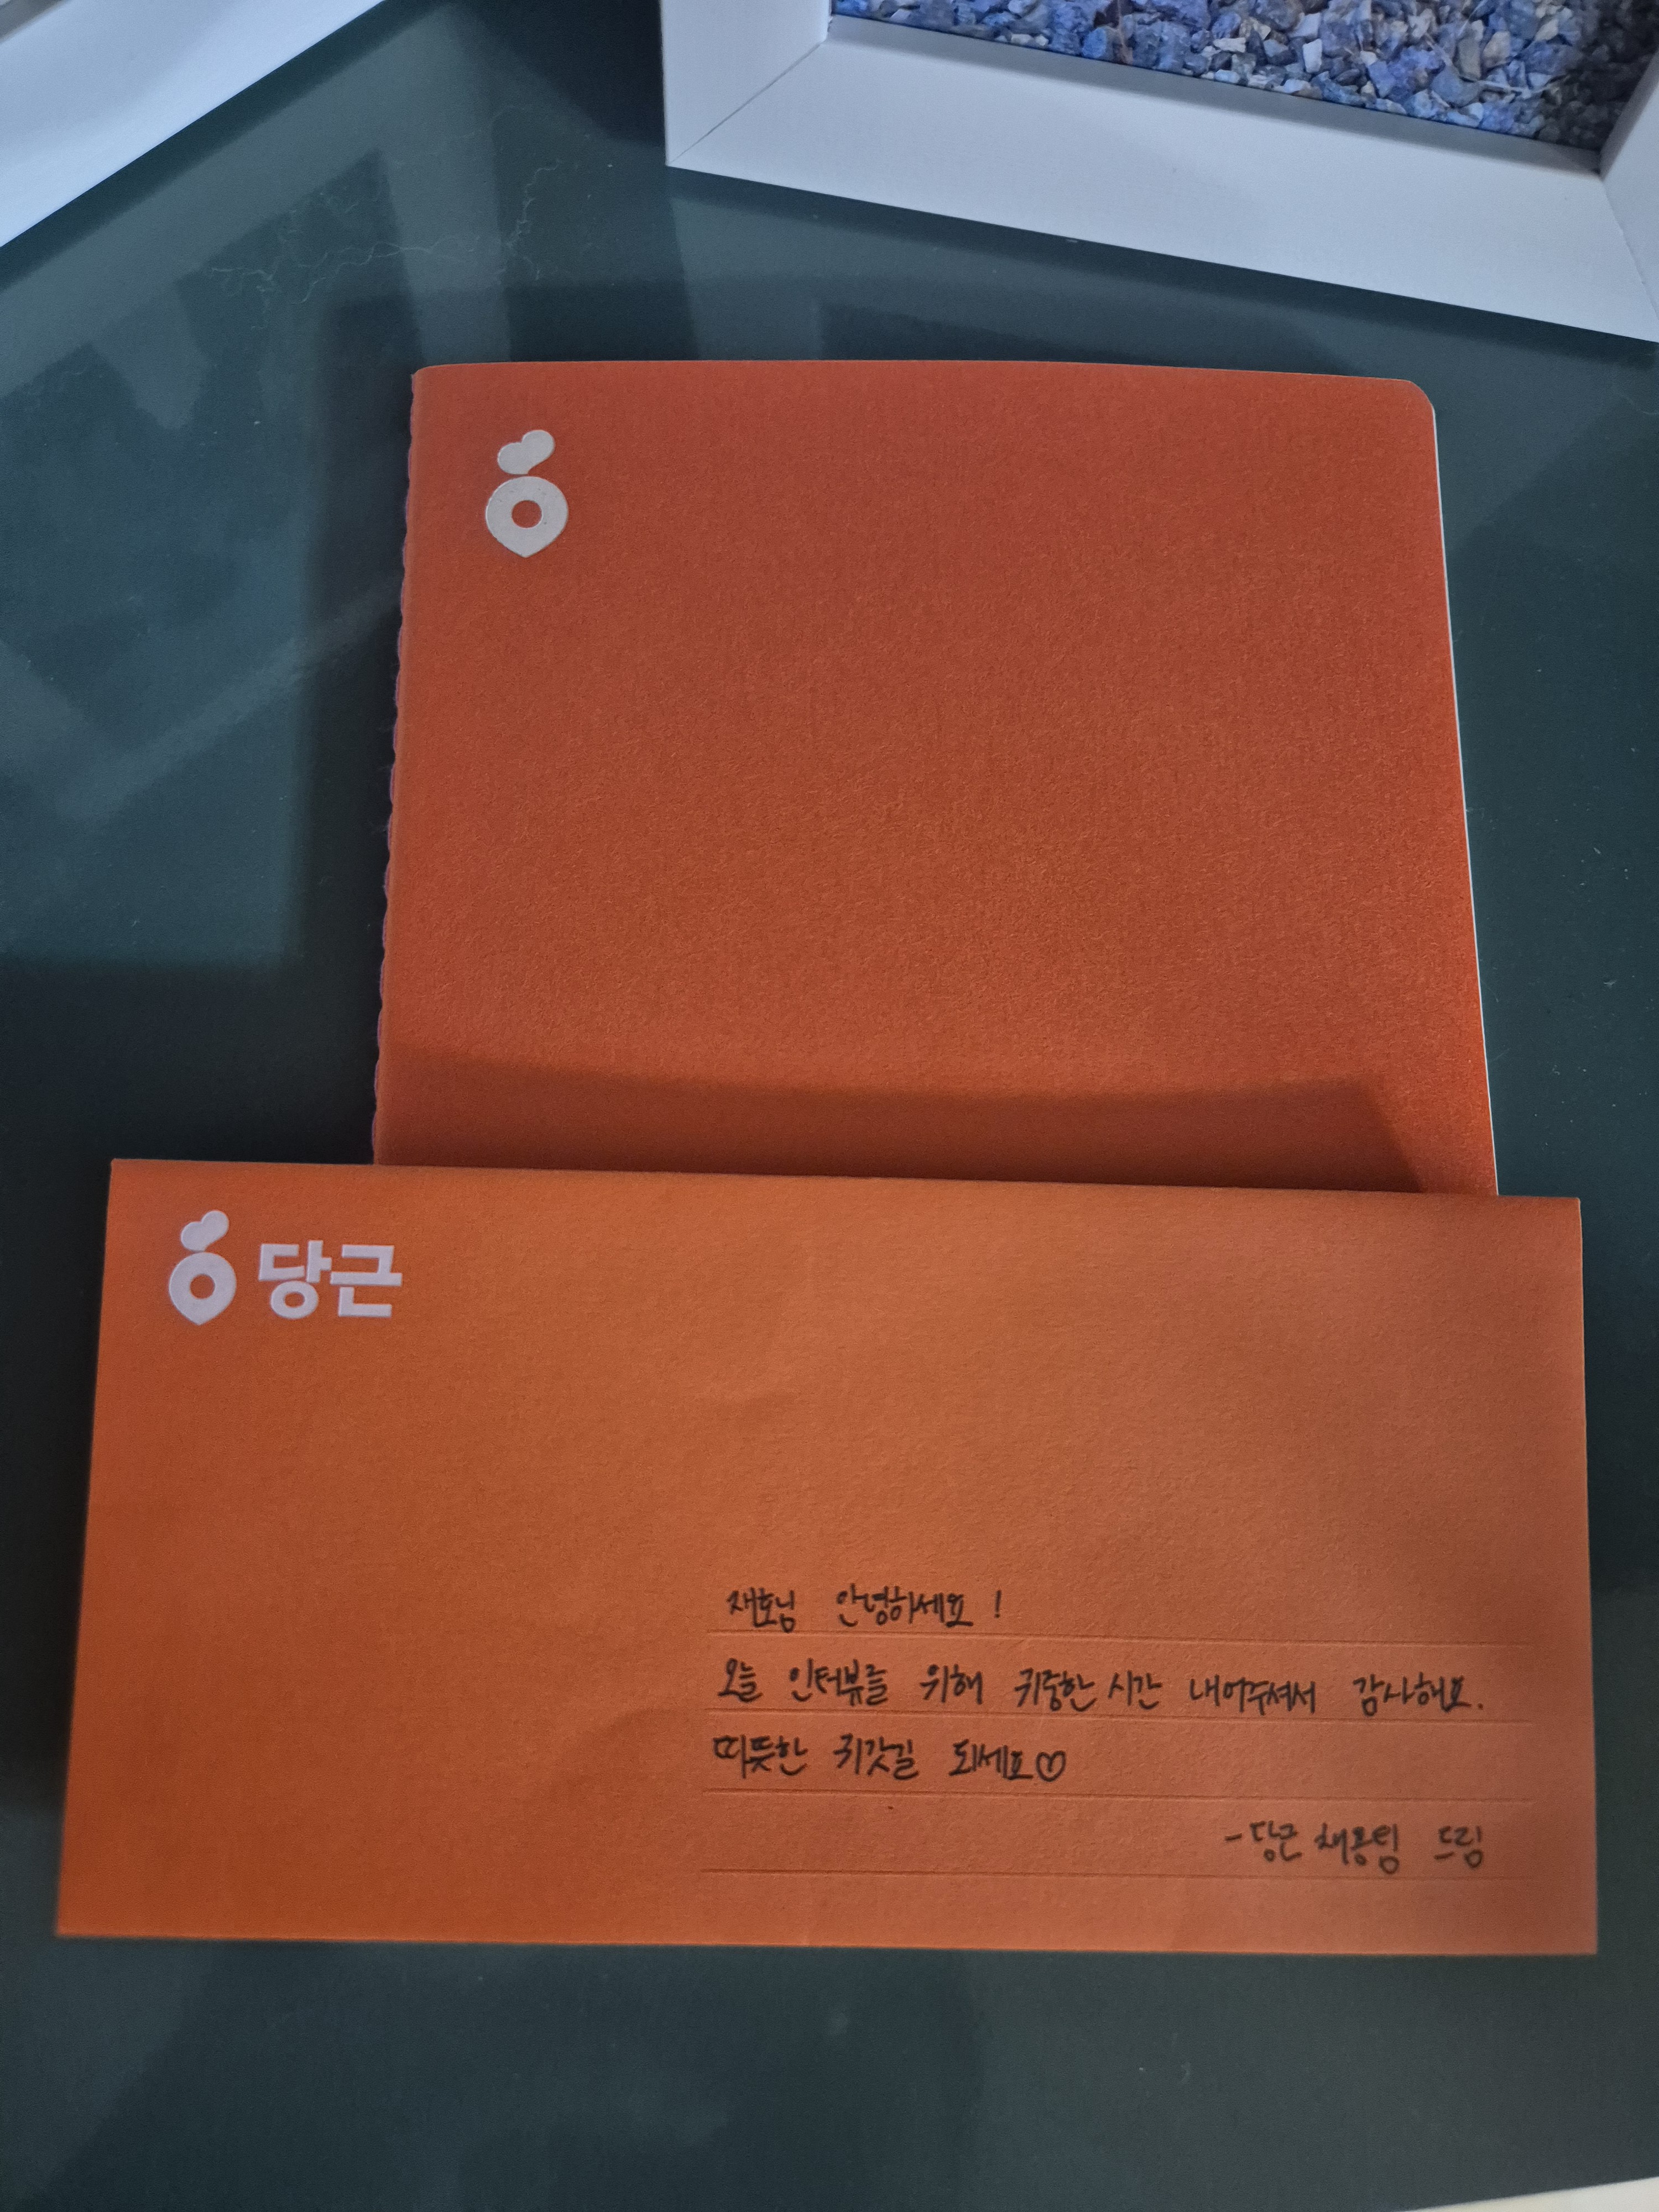 당근
재호님 안녕하세요!
오늘 인터뷰를 위해 귀중한 시간 내어주셔서 감사해요.
따뜻한 귀갓길 되세요♡
-당근 채용팀 드림